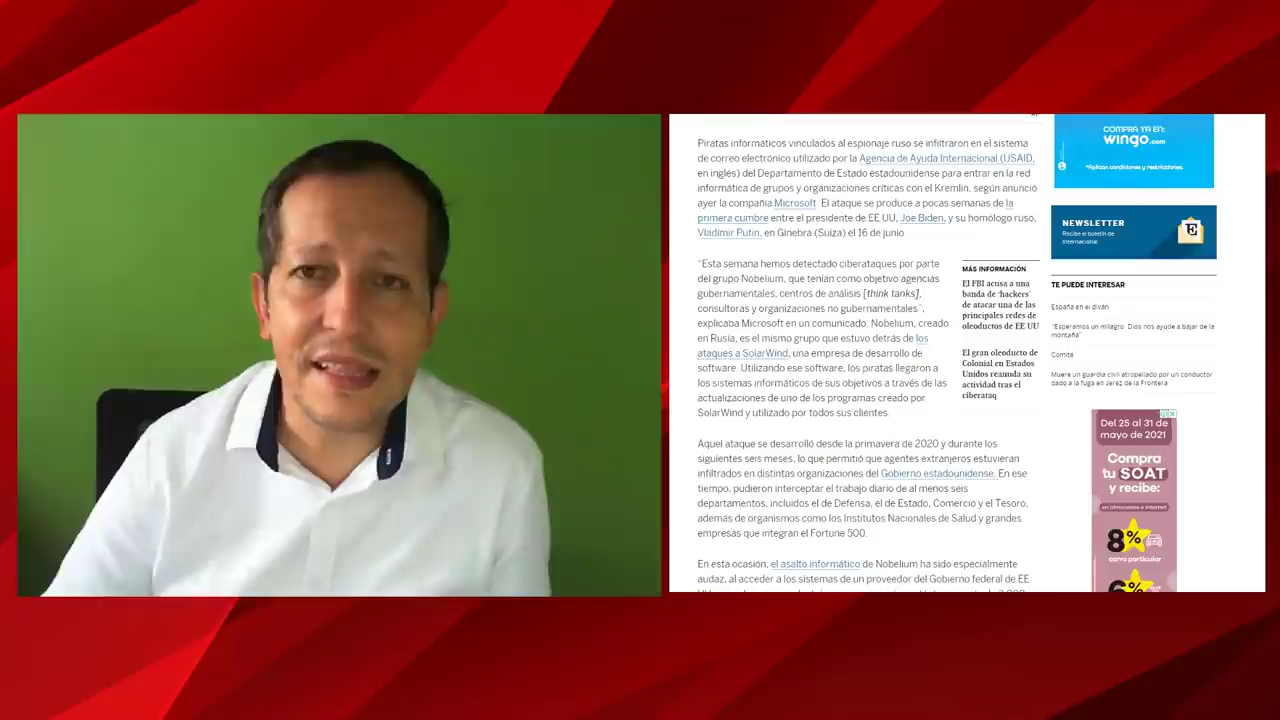 Piratas informáticos vinculados al espionaje ruso se infiltraron en el sistema
de correo electrónico utilizado por la Agencia de Ayuda Internacional (USAID,
en inglés) del Departamento de Estado estadounidense para entrar en la red
informática de grupos y organizaciones críticas con el Kremlin, según anunció
ayer la compañía Microsoft. El ataque se produce a pocas semanas de la
primera cumbre entre el presidente de EE UU, Joe Biden, y su homólogo ruso,
Vladímir Putin, en Ginebra (Suiza) el 16 de junio
“Esta semana hemos detectado ciberataques por parte
del grupo Nobelium, que tenían como objetivo agencias
gubernamentales, centros de análisis [think tanks],
consultoras y organizaciones no gubernamentales”,
explicaba Microsoft en un comunicado. Nobelium, creado
en Rusia, es el mismo grupo que estuvo detrás de los
ataques a SolarWind, una empresa de desarrollo de
software. Utilizando ese software, los piratas llegaron a
los sistemas informáticos de sus objetivos a través de las
actualizaciones de uno de los programas creado por
SolarWind y utilizado por todos sus clientes.
MÁS INFORMACIÓN
El FBI acusa a una
banda de ‘hackers’
de atacar una de las
principales redes de
oleoductos de EE UU
El gran oleoducto de
Colonial en Estados
Unidos reanuda su
actividad tras el
ciberataq
Aquel ataque se desarrolló desde la primavera de 2020 y durante los
siguientes seis meses, lo que permitió que agentes extranjeros estuvieran
infiltrados en distintas organizaciones del Gobierno estadounidense. En ese
tiempo, pudieron interceptar el trabajo diario de al menos seis
departamentos, incluidos el de Defensa, el de Estado, Comercio y el Tesoro,
además de organismos como los Institutos Nacionales de Salud y grandes
empresas que integran el Fortune 500.
En esta ocasión, el asalto informático de Nobelium ha sido especialmente
audaz, al acceder a los sistemas de un proveedor del Gobierno federal de EE
COMPRA YA EN:
wingo.com
*Aplican condiciones y restricciones.
NEWSLETTER
Recibe el boletín de
Internacional
E
TE PUEDE INTERESAR
España en el diván
“Esperamos un milagro. Dios nos ayude a bajar de la
montaña”
Comité
Muere un guardia civil atropellado por un conductor
dado a la fuga en Jerez de la Frontera
Del 25 al 31 de
mayo de 2021
Compra
tu SOAT
y recibe:
en almacenes e internet
8%
carro particular
6%